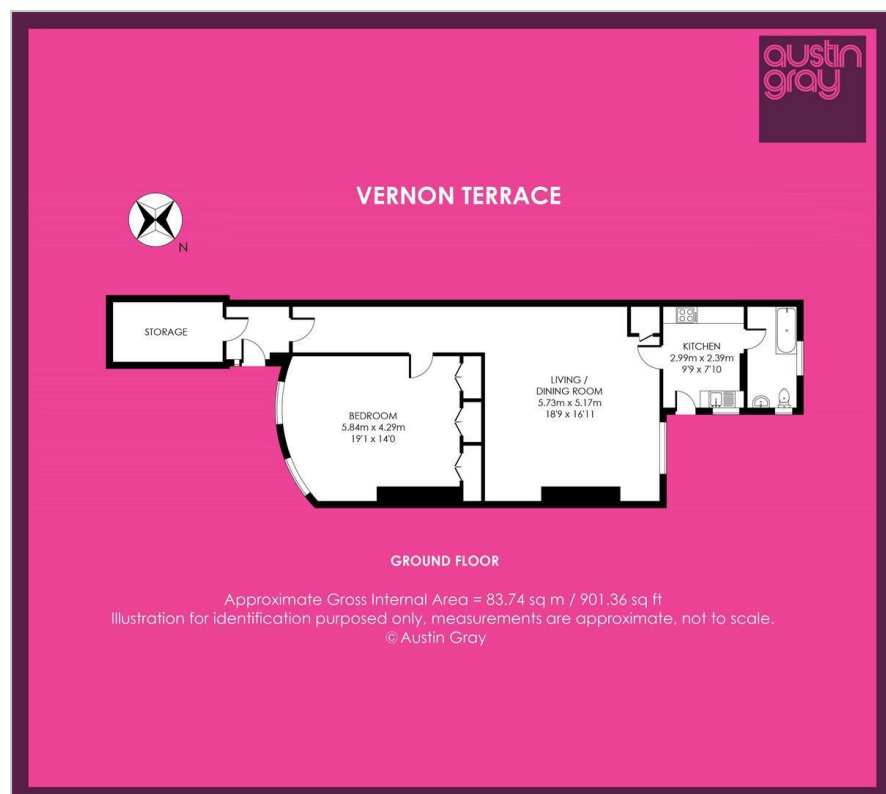 austin
gray
VERNON TERRACE
N
STORAGE
KITCHEN
2.99m x 2.39m
9'9 x 7'10
LIVING /
DINING ROOM
5.73m x 5.17m
18'9 x 16'11
BEDROOM
5.84m x 4.29m
19'1 x 14'0
GROUND FLOOR
Approximate Gross Internal Area = 83.74 sq m / 901.36 sq ft
Illustration for identification purposed only, measurements are approximate, not to scale.
© Austin Gray